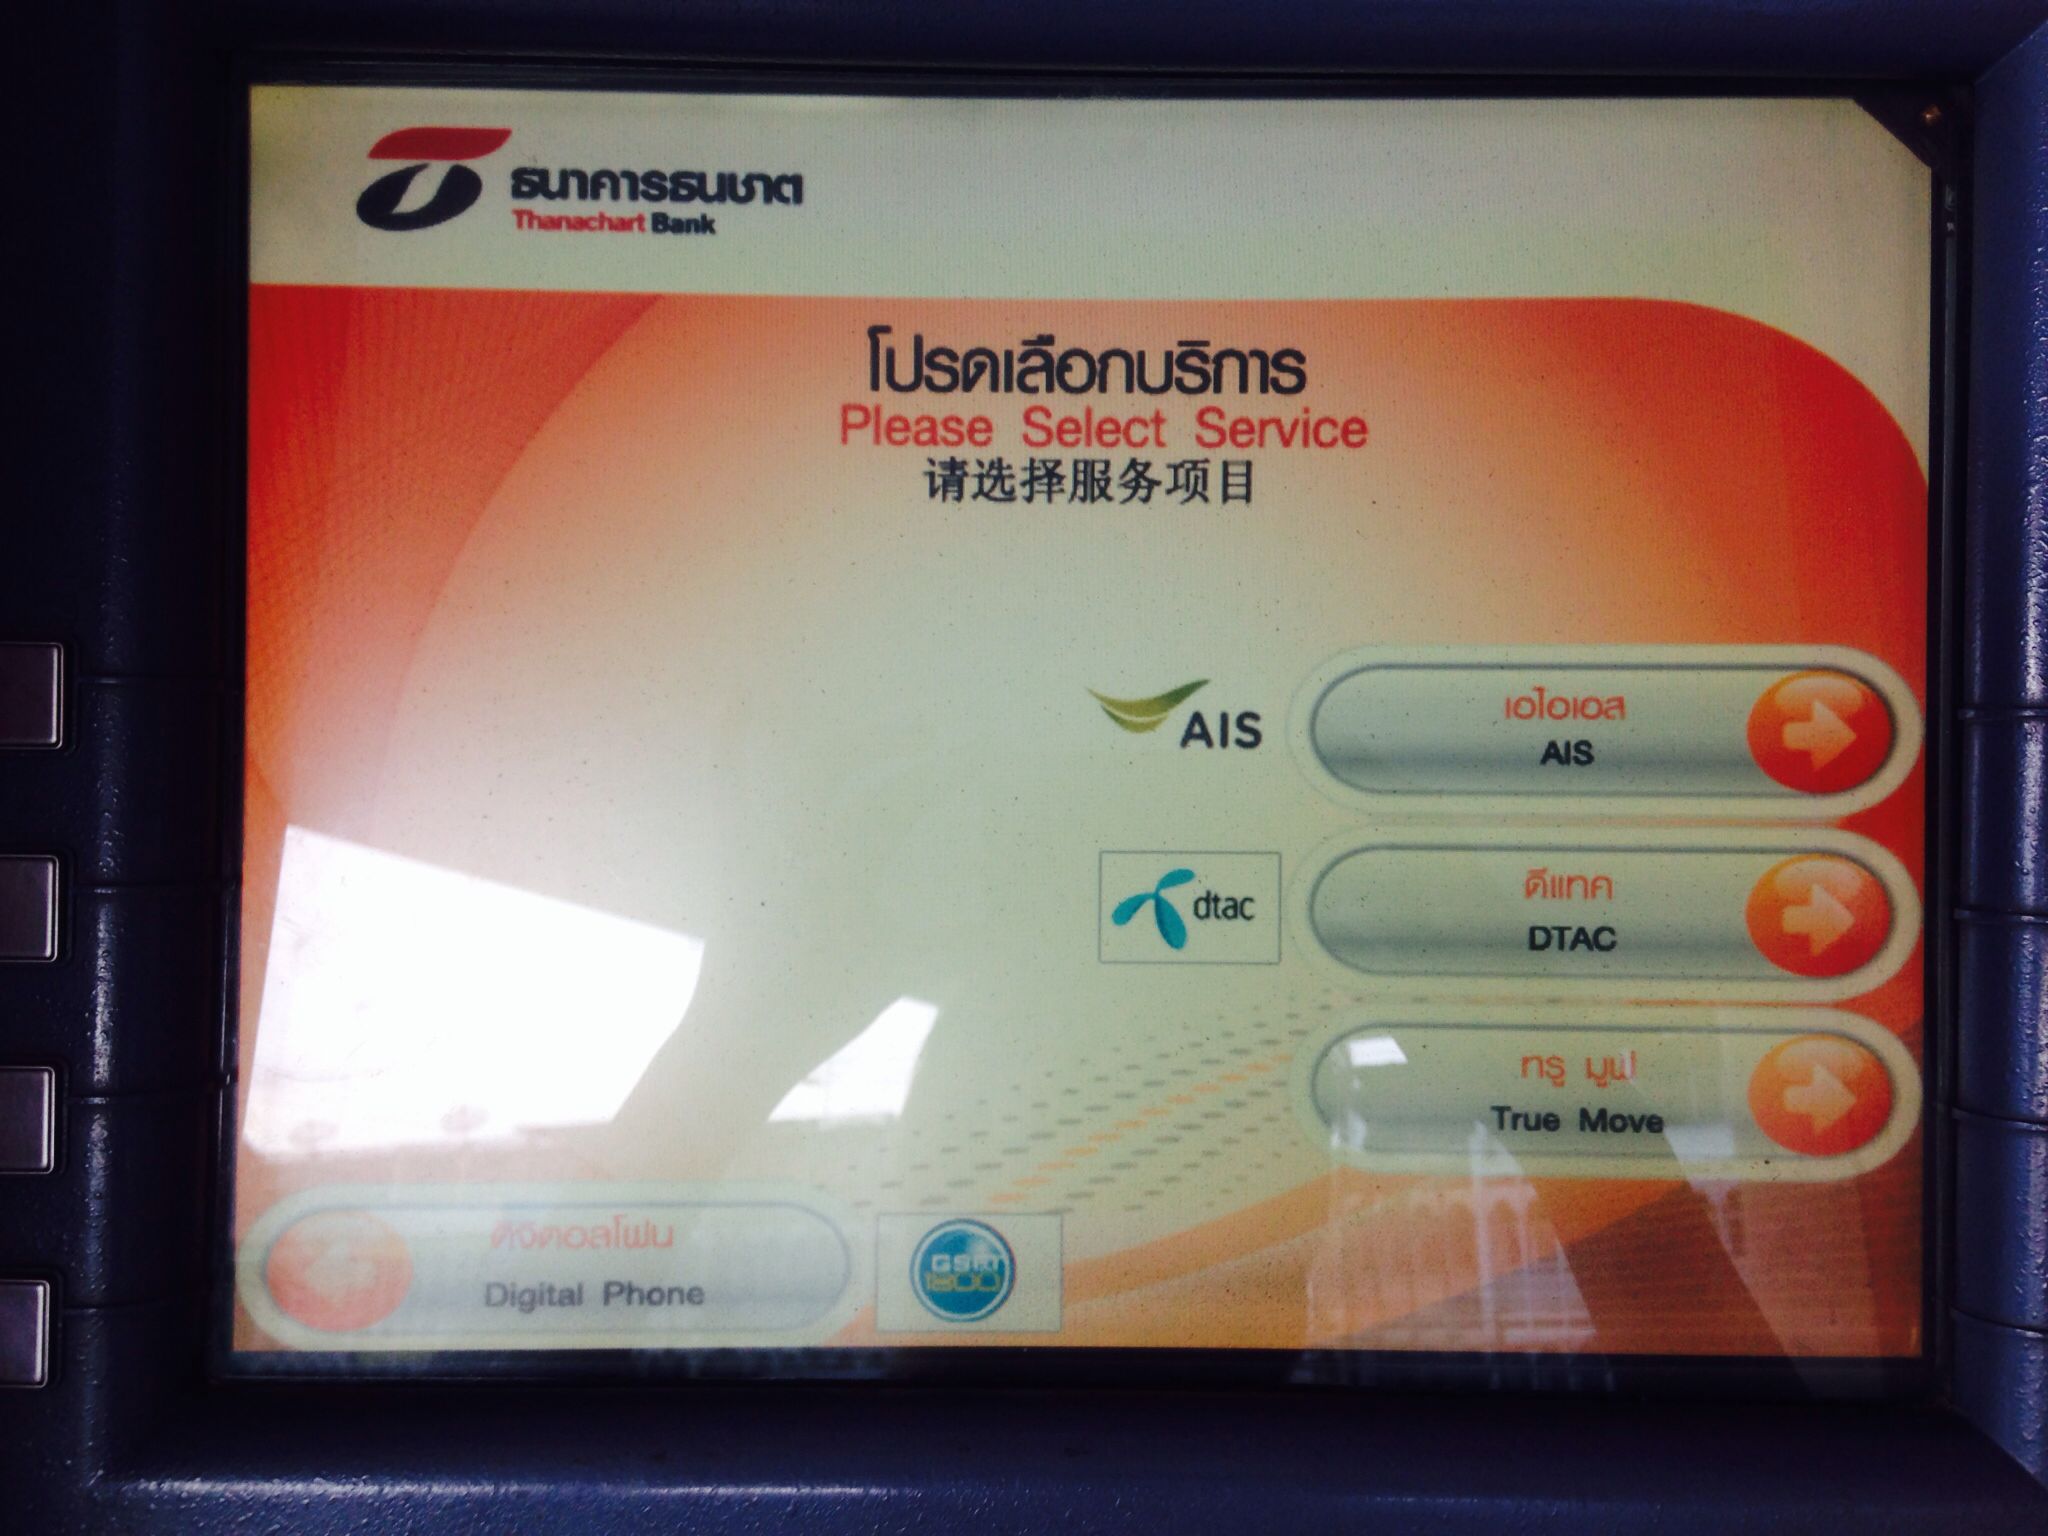 ธนาคารธนชาต
Thanachart Bank
โปรดเลือกบริการ
Please Select Service
请选择服务项目
AIS
เอไอเอส
AIS
dtac
ดีแทค
DTAC
ทรู มูฟ
True Move
ดิจิตอลโฟน
Digital Phone
GSM
1800